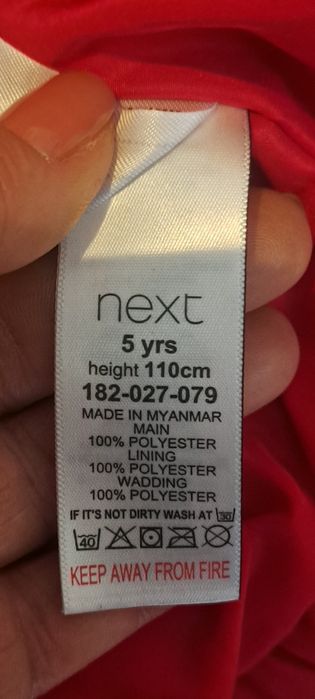 next
5 yrs
height 110cm
182-027-079
MADE IN MYANMAR
MAIN
100% POLYESTER
LINING
100% POLYESTER
WADDING
100% POLYESTER
IF IT'S NOT DIRTY WASH AT 30
40
KEEP AWAY FROM FIRE